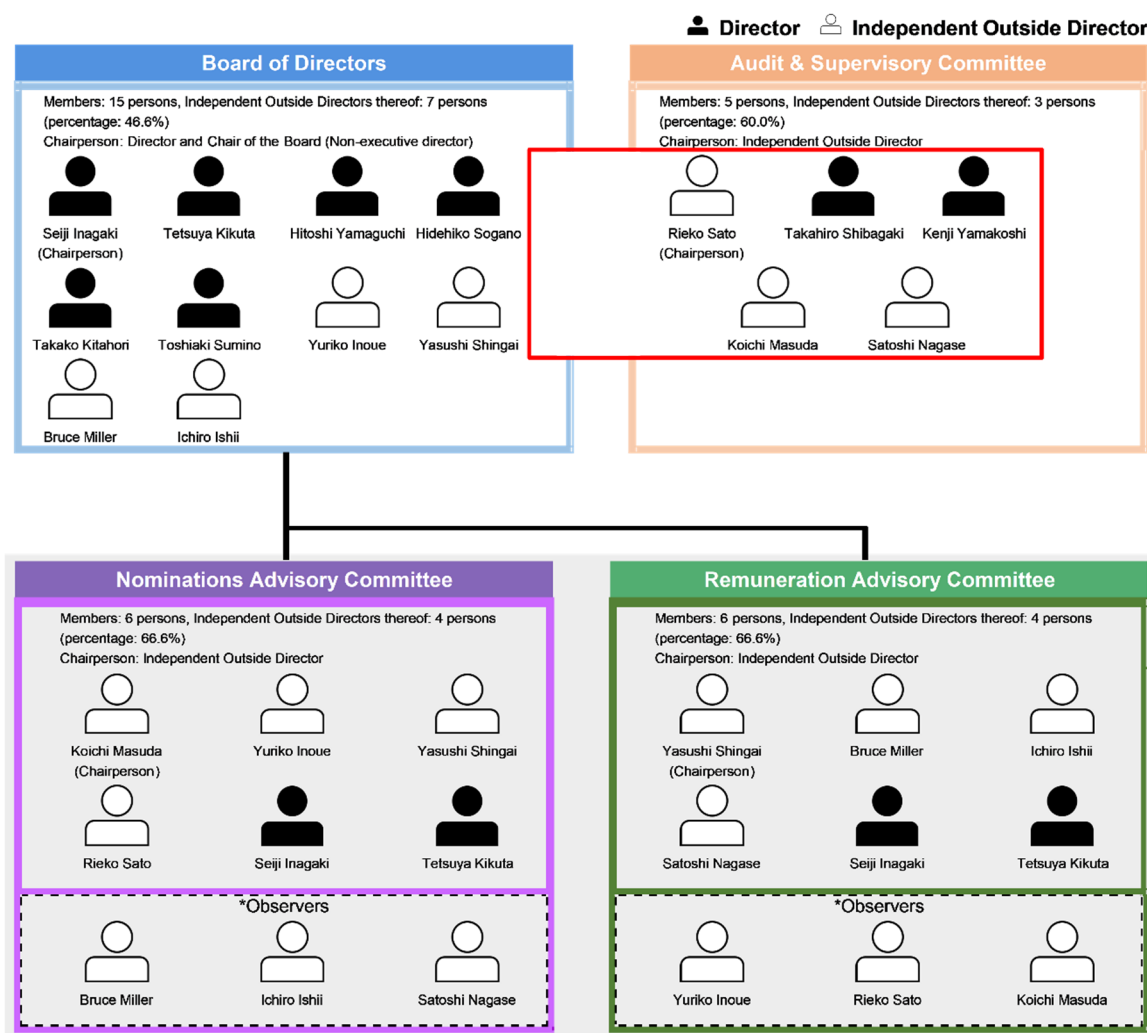 Director Independent Outside Director
Board of Directors
Members: 15 persons, Independent Outside Directors thereof: 7 persons
(percentage: 46.6%)
Chairperson: Director and Chair of the Board (Non-executive director)
Seiji Inagaki Tetsuya Kikuta Hitoshi Yamaguchi Hidehiko Sogano
(Chairperson)
Takako Kitahori Toshiaki Sumino Yuriko Inoue Yasushi Shingai
Bruce Miller Ichiro Ishii
Audit & Supervisory Committee
Members: 5 persons, Independent Outside Directors thereof: 3 persons
(percentage: 60.0%)
Chairperson: Independent Outside Director
Rieko Sato Takahiro Shibagaki Kenji Yamakoshi
(Chairperson)
Koichi Masuda Satoshi Nagase
Nominations Advisory Committee
Members: 6 persons, Independent Outside Directors thereof: 4 persons
(percentage: 66.6%)
Chairperson: Independent Outside Director
Koichi Masuda Yuriko Inoue Yasushi Shingai
(Chairperson)
Rieko Sato Seiji Inagaki Tetsuya Kikuta
*Observers
Bruce Miller Ichiro Ishii Satoshi Nagase
Remuneration Advisory Committee
Members: 6 persons, Independent Outside Directors thereof: 4 persons
(percentage: 66.6%)
Chairperson: Independent Outside Director
Yasushi Shingai Bruce Miller Ichiro Ishii
(Chairperson)
Satoshi Nagase Seiji Inagaki Tetsuya Kikuta
*Observers
Yuriko Inoue Rieko Sato Koichi Masuda